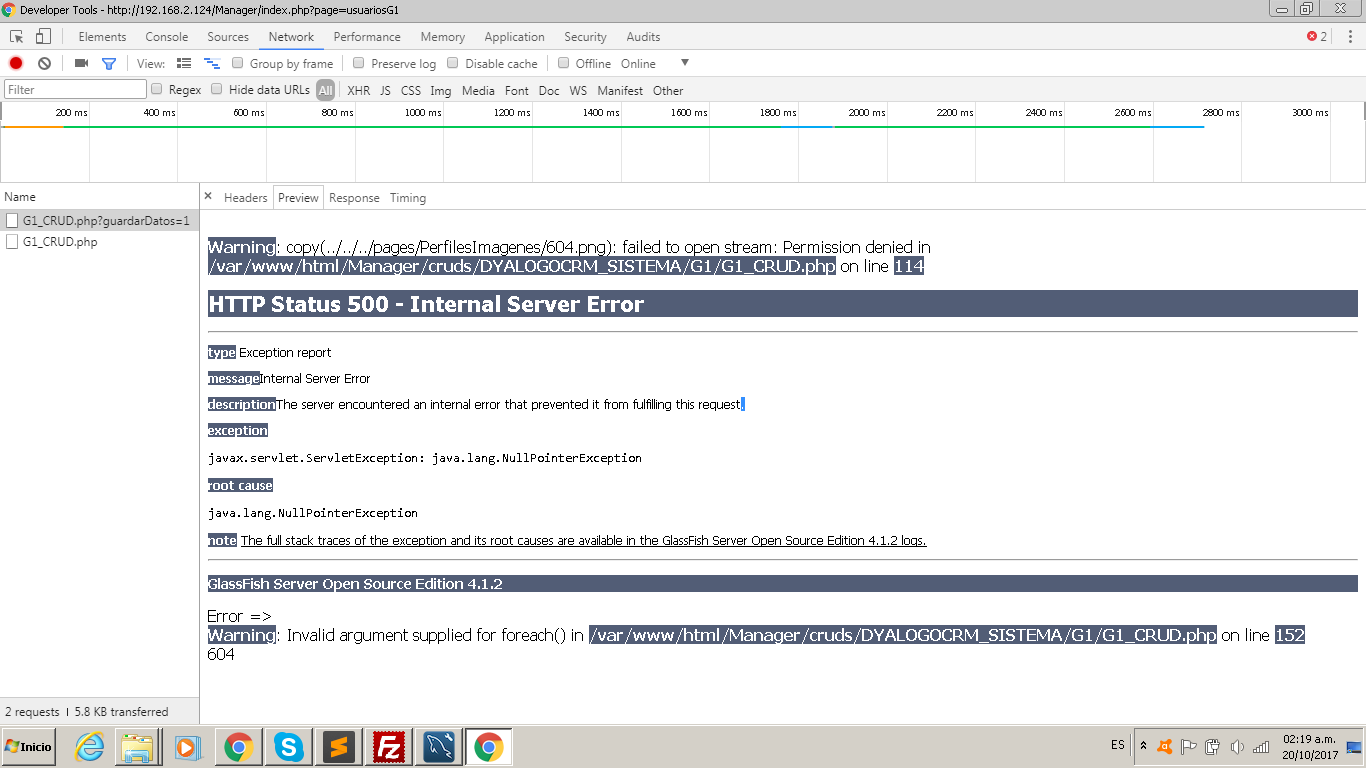 Developer Tools - http://192.168.2.124/Manager/index.php?page=usuariosG1
Elements Console Sources Network Performance Memory Application Security Audits 2
View: Group by frame Preserve log Disable cache Offline Online
Filter Regex Hide data URLs All XHR JS CSS Img Media Font Doc WS Manifest Other
200 ms 400 ms 600 ms 800 ms 1000 ms 1200 ms 1400 ms 1600 ms 1800 ms 2000 ms 2200 ms 2400 ms 2600 ms 2800 ms 3000 ms
Name
G1_CRUD.php?guardarDatos=1
G1_CRUD.php
Headers Preview Response Timing
Warning: copy(../../../pages/PerfilesImagenes/604.png): failed to open stream: Permission denied in
/var/www/html/Manager/cruds/DYALOGOCRM_SISTEMA/G1/G1_CRUD.php on line 114
HTTP Status 500 - Internal Server Error
type Exception report
messageInternal Server Error
descriptionThe server encountered an internal error that prevented it from fulfilling this request.
exception
javax.servlet.ServletException: java.lang.NullPointerException
root cause
java.lang.NullPointerException
note The full stack traces of the exception and its root causes are available in the GlassFish Server Open Source Edition 4.1.2 logs.
GlassFish Server Open Source Edition 4.1.2
Error =>
Warning: Invalid argument supplied for foreach() in /var/www/html/Manager/cruds/DYALOGOCRM_SISTEMA/G1/G1_CRUD.php on line 152
604
2 requests | 5.8 KB transferred
Inicio
ES
02:19 a.m.
20/10/2017